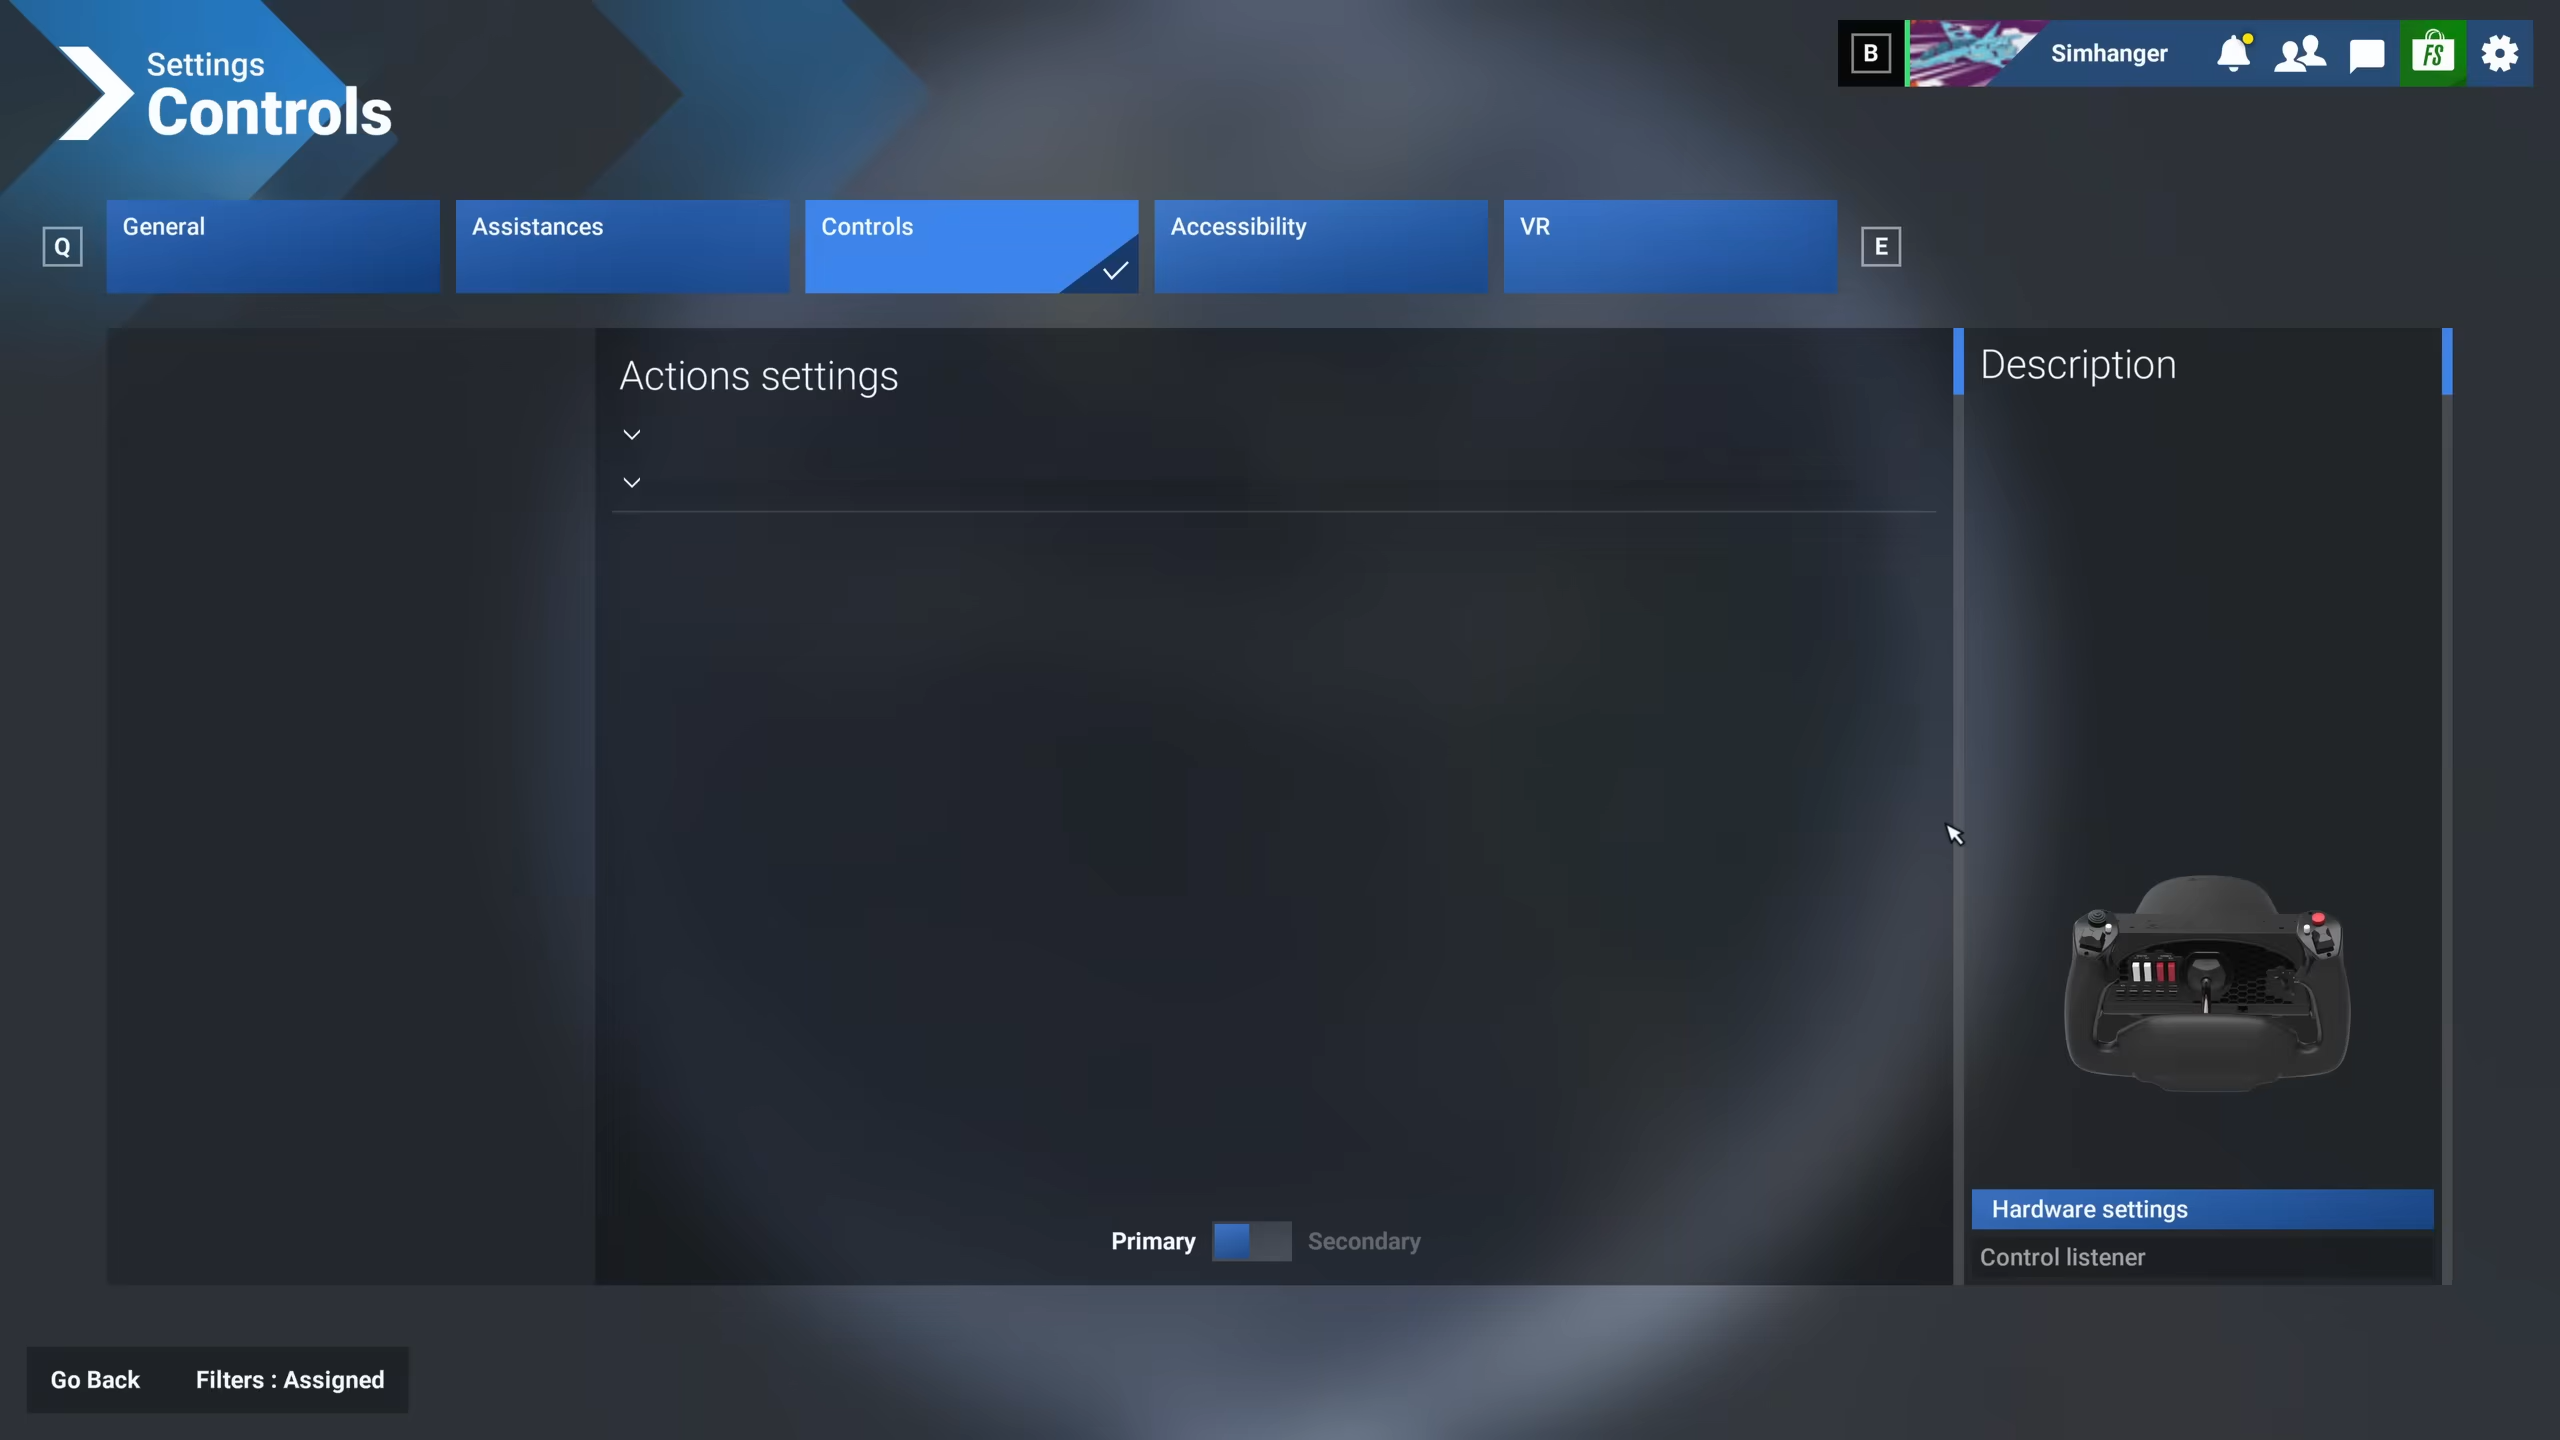 Settings
Controls
B
Simhanger
FS
Q
General
Assistances
Controls
Accessibility
VR
E
Actions settings
Description
Primary
Secondary
Hardware settings
Control listener
Go Back
Filters : Assigned